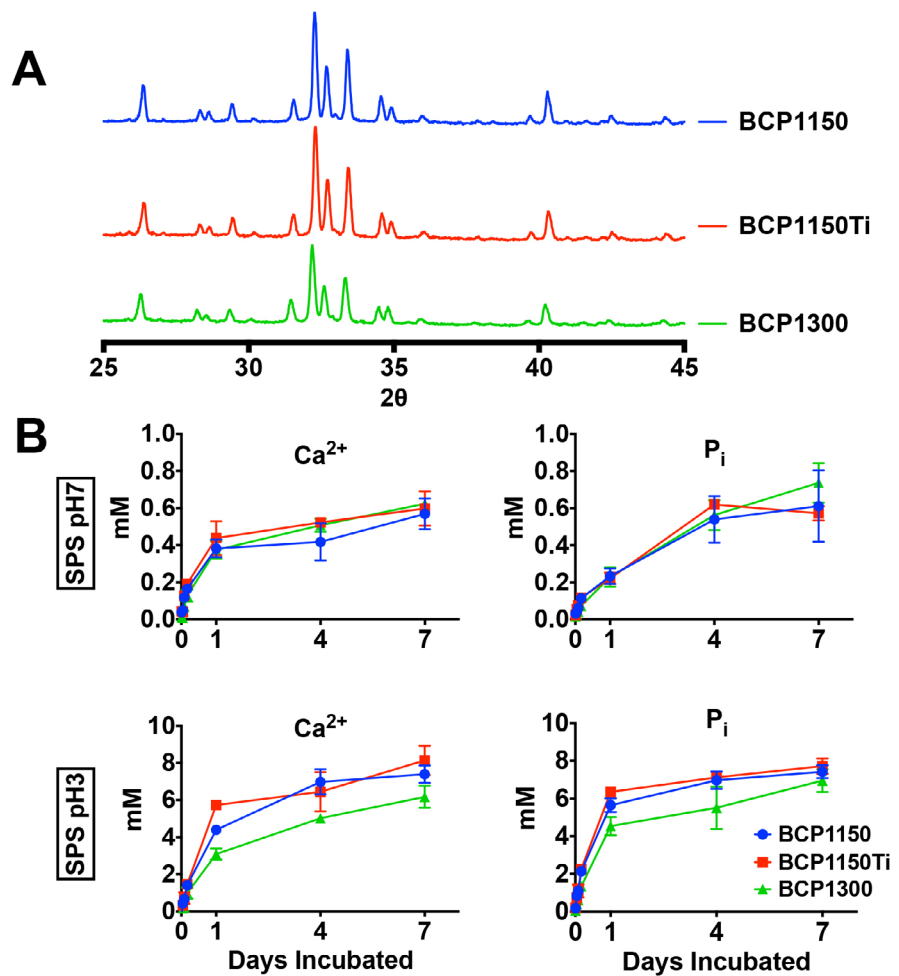 A
BCP1150
BCP1150Ti
BCP1300
25 30 35 40 45
2θ
B
SPS pH7
Ca2+
mM
1.0
0.8
0.6
0.4
0.2
0.0
0 1 4 7
Pi
mM
1.0
0.8
0.6
0.4
0.2
0.0
0 1 4 7
SPS pH3
Ca2+
mM
10
8
6
4
2
0
0 1 4 7
Days Incubated
Pi
mM
10
8
6
4
2
0
BCP1150
BCP1150Ti
BCP1300
0 1 4 7
Days Incubated